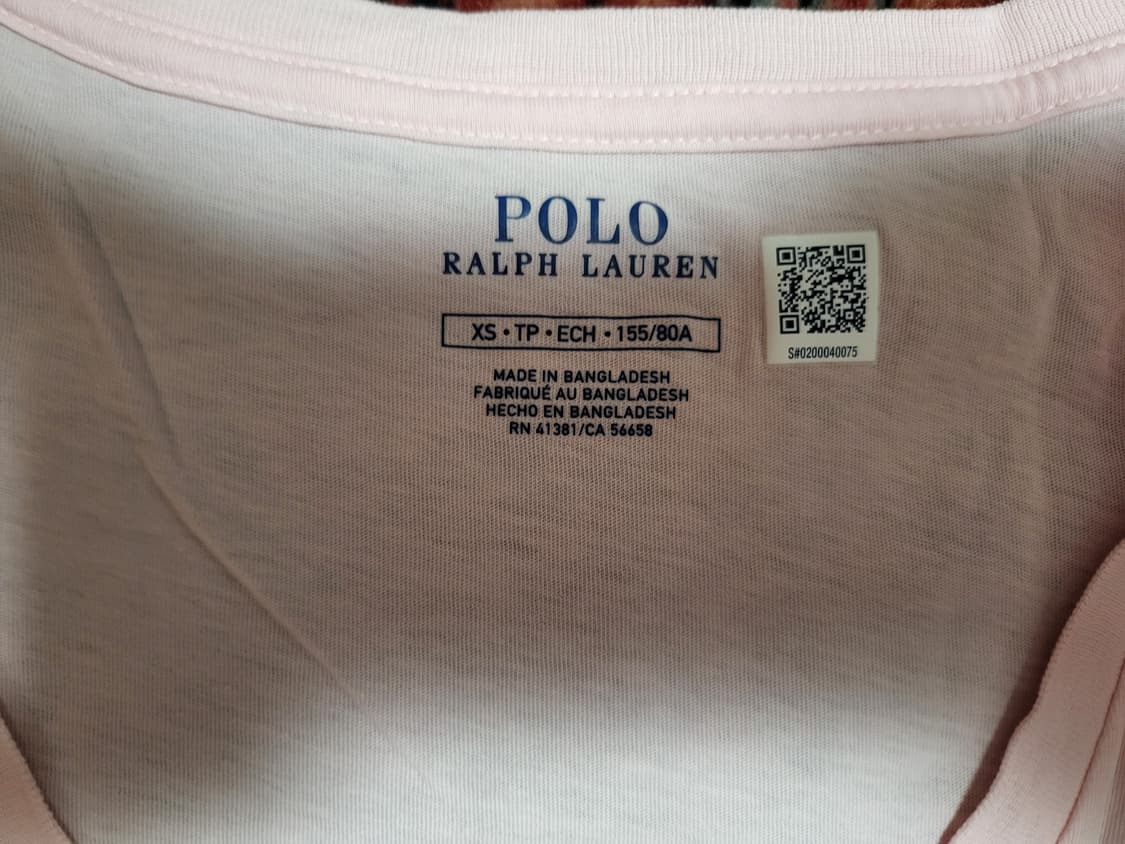 POLO
RALPH LAUREN
XS • TP • ECH • 155/80A
MADE IN BANGLADESH
FABRIQUÉ AU BANGLADESH
HECHO EN BANGLADESH
RN 41381/CA 56658
S#0200040075